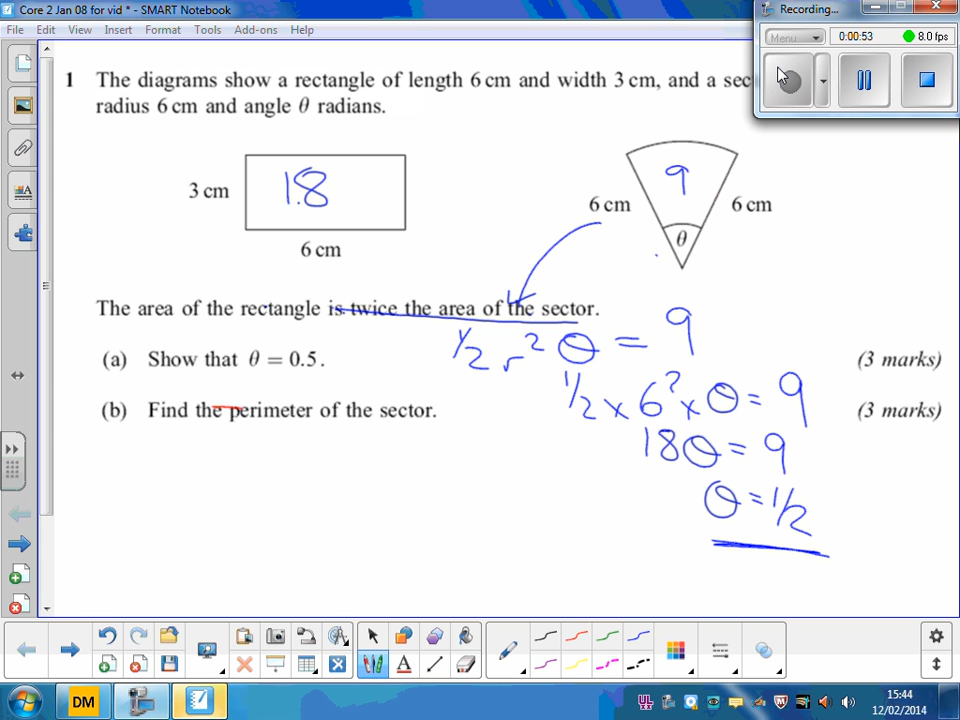 Core 2 Jan 08 for vid * - SMART Notebook
Recording...
Edit View Insert Format Tools Add-ons Help
Menu 0:00:53 8.0 fps
1 The diagrams show a rectangle of length 6 cm and width 3 cm, and a sec
radius 6 cm and angle θ radians.
3 cm 18
6 cm
6 cm 9 6 cm
θ
The area of the rectangle is twice the area of the sector.
1/2 r² θ = 9
(a) Show that θ = 0.5. (3 marks)
1/2 × 6² × θ = 9
(b) Find the perimeter of the sector. (3 marks)
18θ = 9
θ = 1/2
A
DM
15:44
12/02/2014